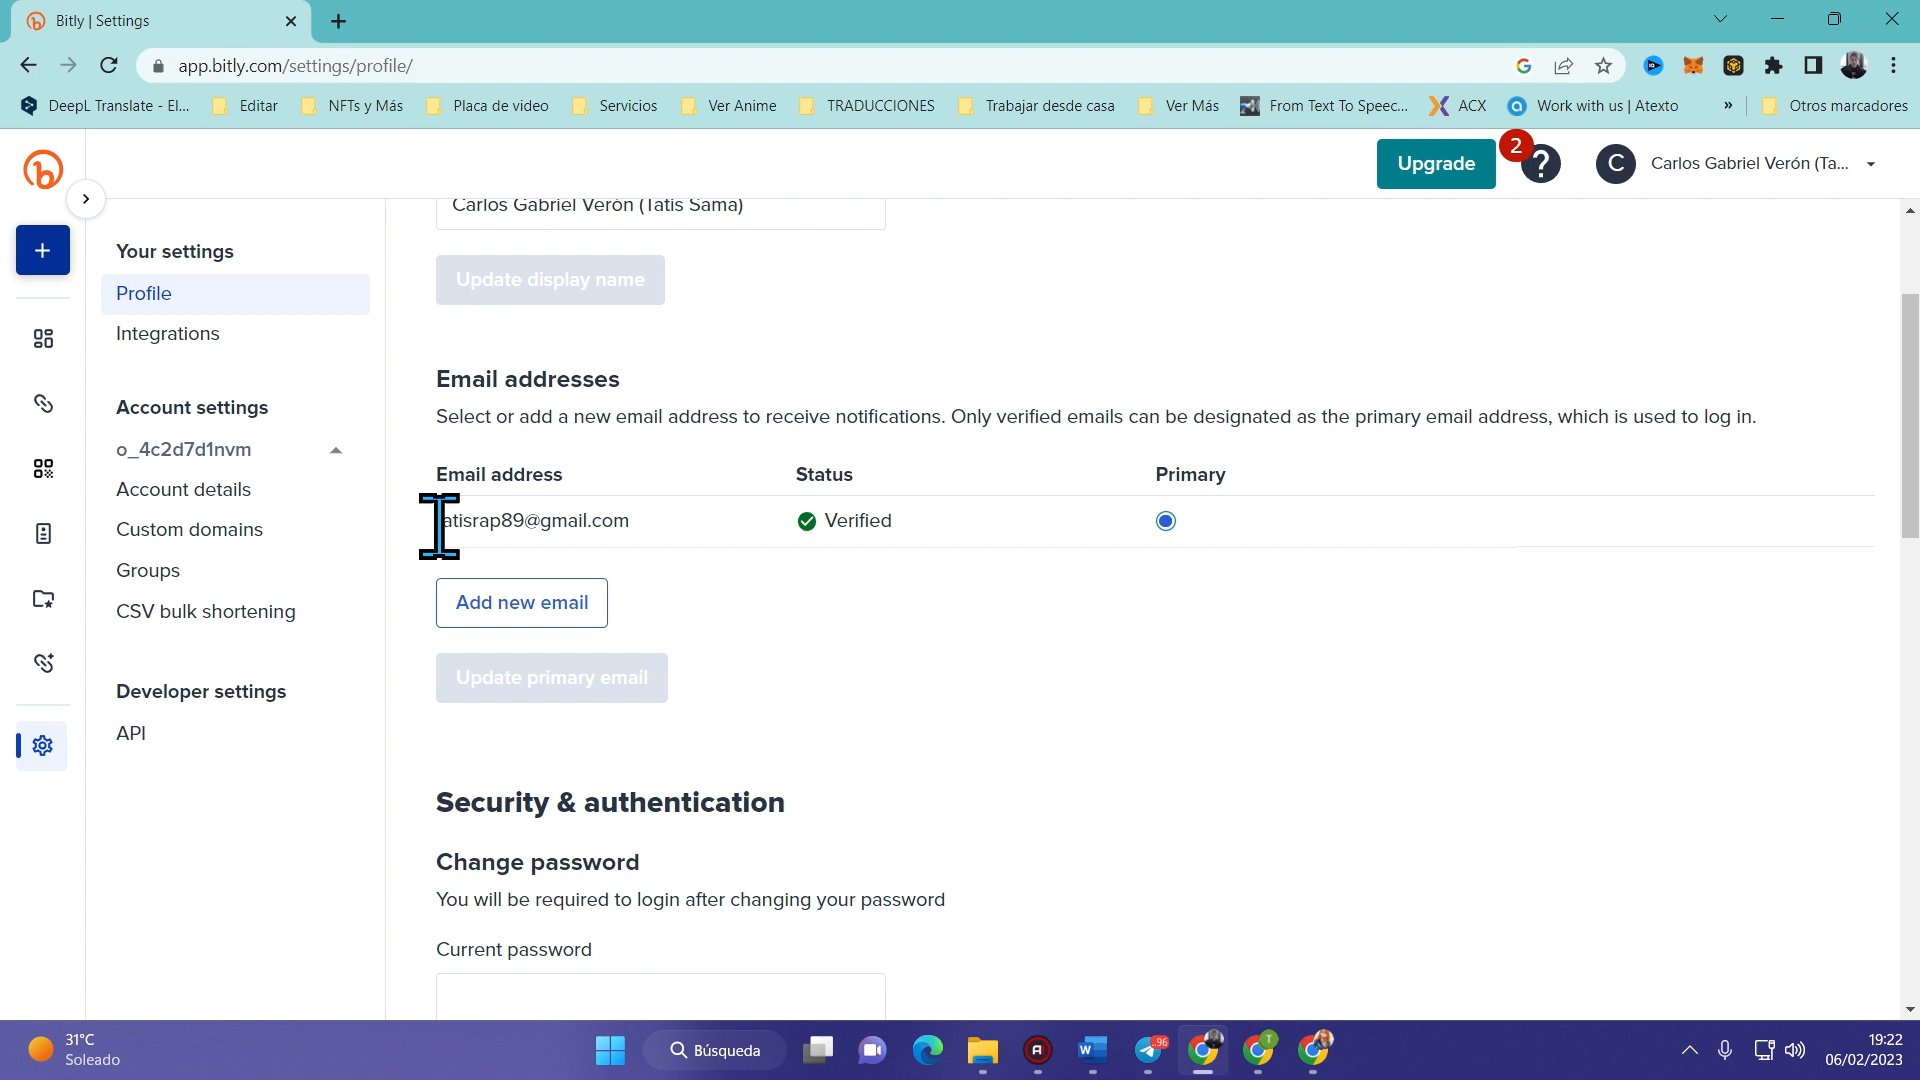 Bitly | Settings
app.bitly.com/settings/profile/
DeepL Translate - El...
Editar
NFTs y Más
Placa de video
Servicios
Ver Anime
TRADUCCIONES
Trabajar desde casa
Ver Más
From Text To Speec...
ACX
Work with us | Atexto
»
Otros marcadores
Upgrade
2
?
C
Carlos Gabriel Verón (Ta...
Your settings
Profile
Integrations
Account settings
o_4c2d7d1nvm
Account details
Custom domains
Groups
CSV bulk shortening
Developer settings
API
Carlos Gabriel Verón (Tatis Sama)
Update display name
Email addresses
Select or add a new email address to receive notifications. Only verified emails can be designated as the primary email address, which is used to log in.
Email address
Status
Primary
atisrap89@gmail.com
Verified
Add new email
Update primary email
Security & authentication
Change password
You will be required to login after changing your password
Current password
31°C
Soleado
Búsqueda
96
T
19:22
06/02/2023